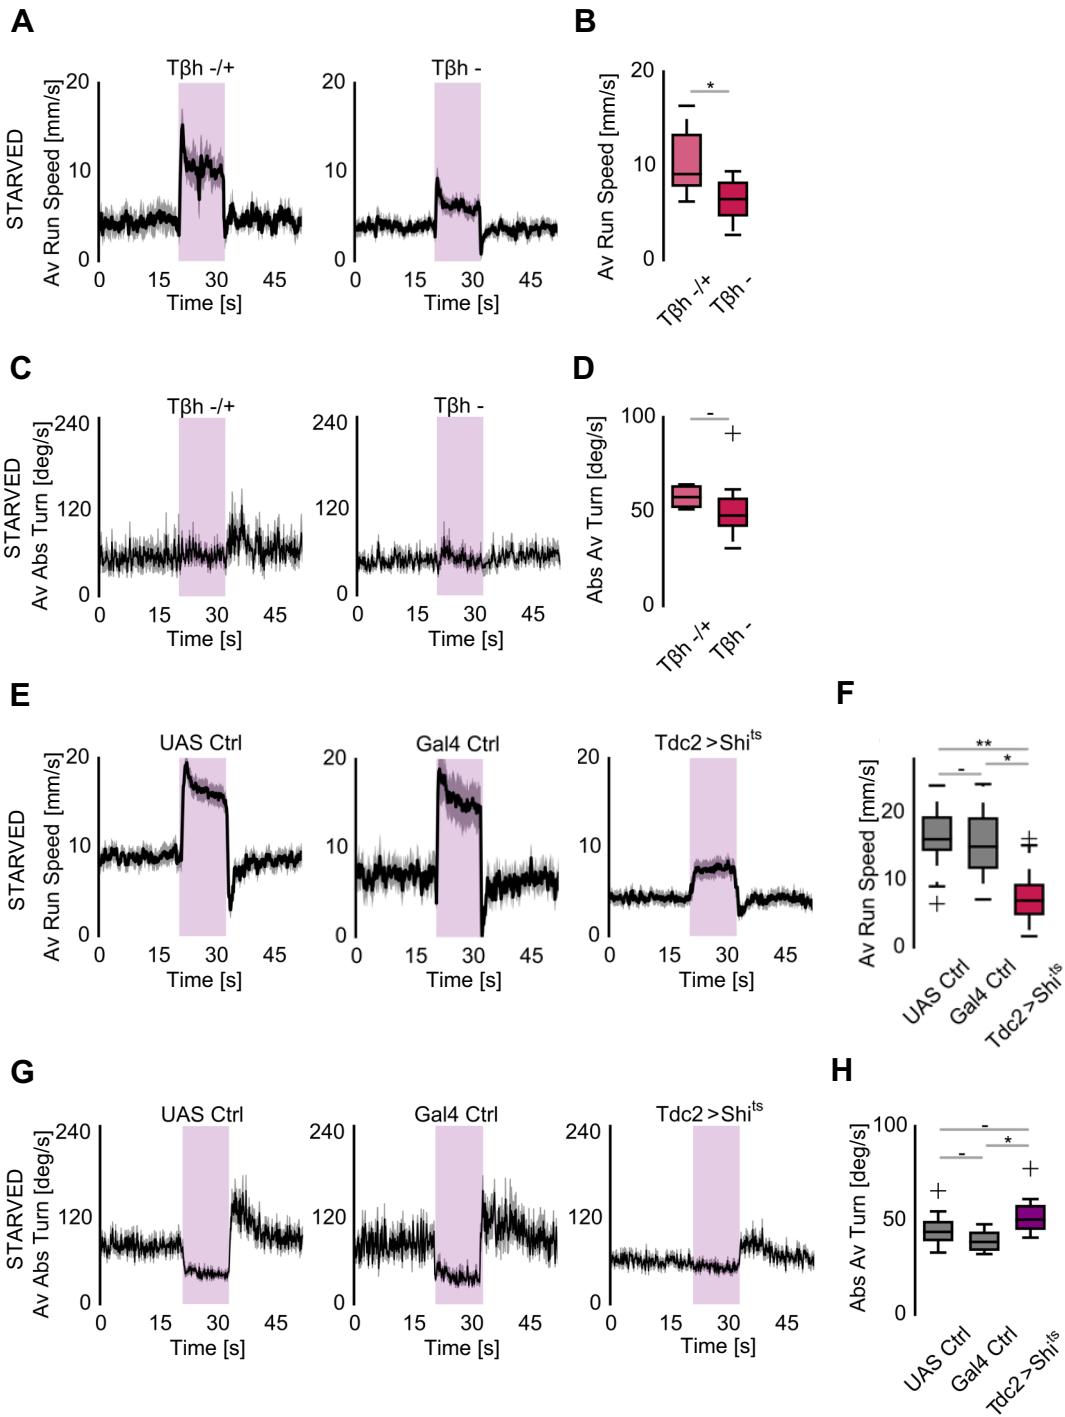 A
B
STARVED
Av Run Speed [mm/s]
Tβh -/+
20
10
0
0 15 30 45
Time [s]
Tβh -
20
10
0
0 15 30 45
Time [s]
Av Run Speed [mm/s]
20
10
0
*
Tβh -/+
Tβh -
C
D
STARVED
Av Abs Turn [deg/s]
Tβh -/+
240
120
0
0 15 30 45
Time [s]
Tβh -
240
120
0
0 15 30 45
Time [s]
Abs Av Turn [deg/s]
100
50
0
-
Tβh -/+
Tβh -
E
F
STARVED
Av Run Speed [mm/s]
UAS Ctrl
20
10
0
0 15 30 45
Time [s]
Gal4 Ctrl
20
10
0
0 15 30 45
Time [s]
Tdc2>Shits
20
10
0
0 15 30 45
Time [s]
Av Run Speed [mm/s]
20
10
0
**
*
-
UAS Ctrl
Gal4 Ctrl
Tdc2>Shits
G
H
STARVED
Av Abs Turn [deg/s]
UAS Ctrl
240
120
0
0 15 30 45
Time [s]
Gal4 Ctrl
240
120
0
0 15 30 45
Time [s]
Tdc2>Shits
240
120
0
0 15 30 45
Time [s]
Abs Av Turn [deg/s]
100
50
0
-
*
-
UAS Ctrl
Gal4 Ctrl
Tdc2>Shits